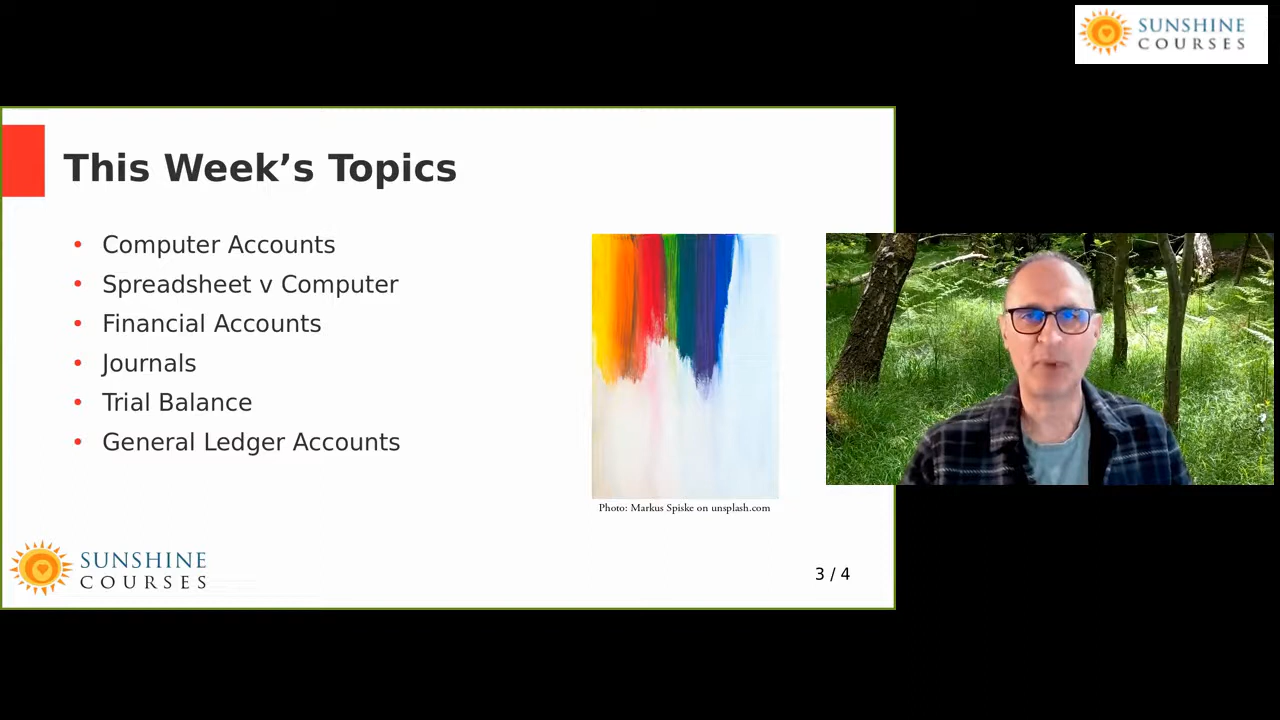 SUNSHINE
COURSES
This Week’s Topics
• Computer Accounts
• Spreadsheet v Computer
• Financial Accounts
• Journals
• Trial Balance
• General Ledger Accounts
Photo: Markus Spiske on unsplash.com
SUNSHINE
COURSES
3 / 4